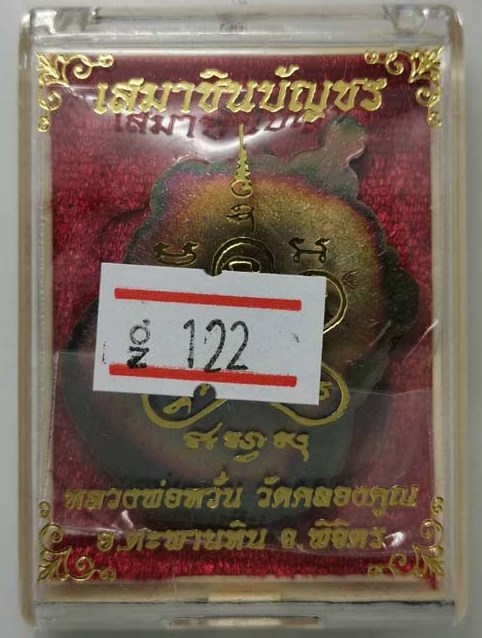 เสมาชินบัญชร
NO. 122
หลวงพ่อหวั่น วัดคลองคูณ
อ.ตะพานหิน จ.พิจิตร